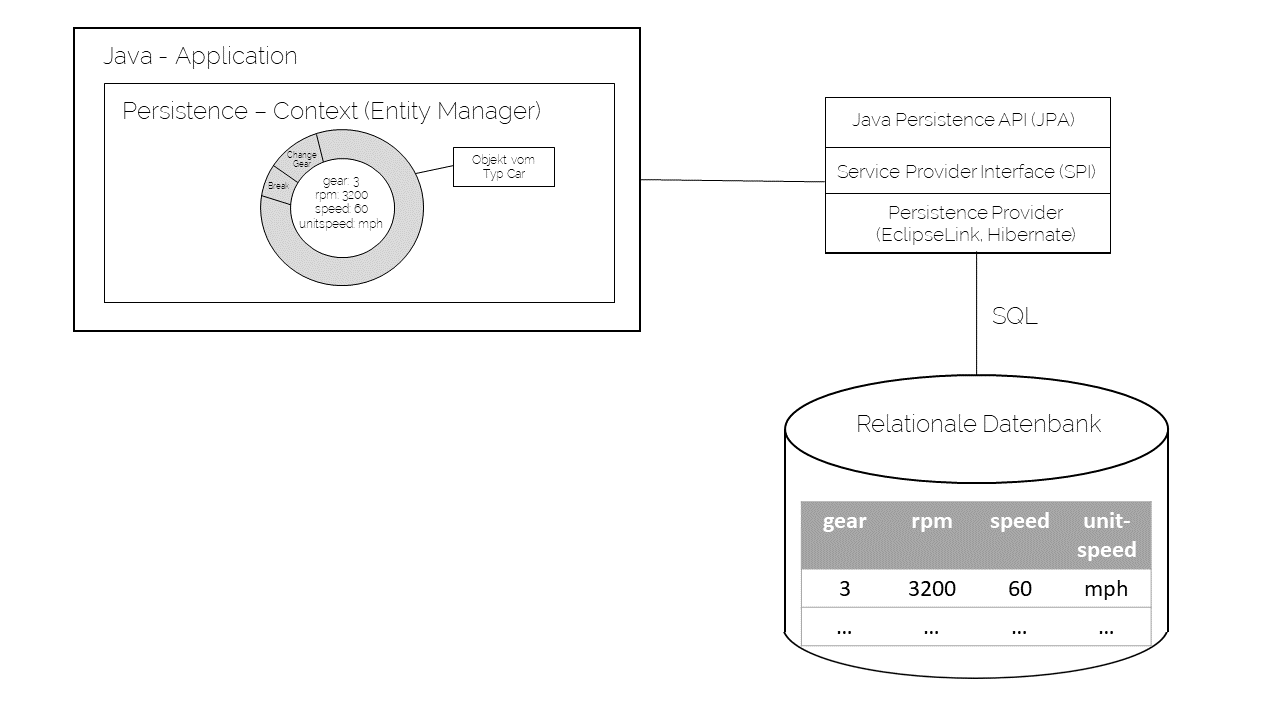 Java - Application
Persistence – Context (Entity Manager)
Change
Gear
Break
gear: 3
rpm: 3200
speed: 60
unitspeed: mph
Objekt vom
Typ Car
Java Persistence API (JPA)
Service Provider Interface (SPI)
Persistence Provider
(EclipseLink, Hibernate)
SQL
Relationale Datenbank
gear rpm speed unit-
speed
3 3200 60 mph
... ... ... ...